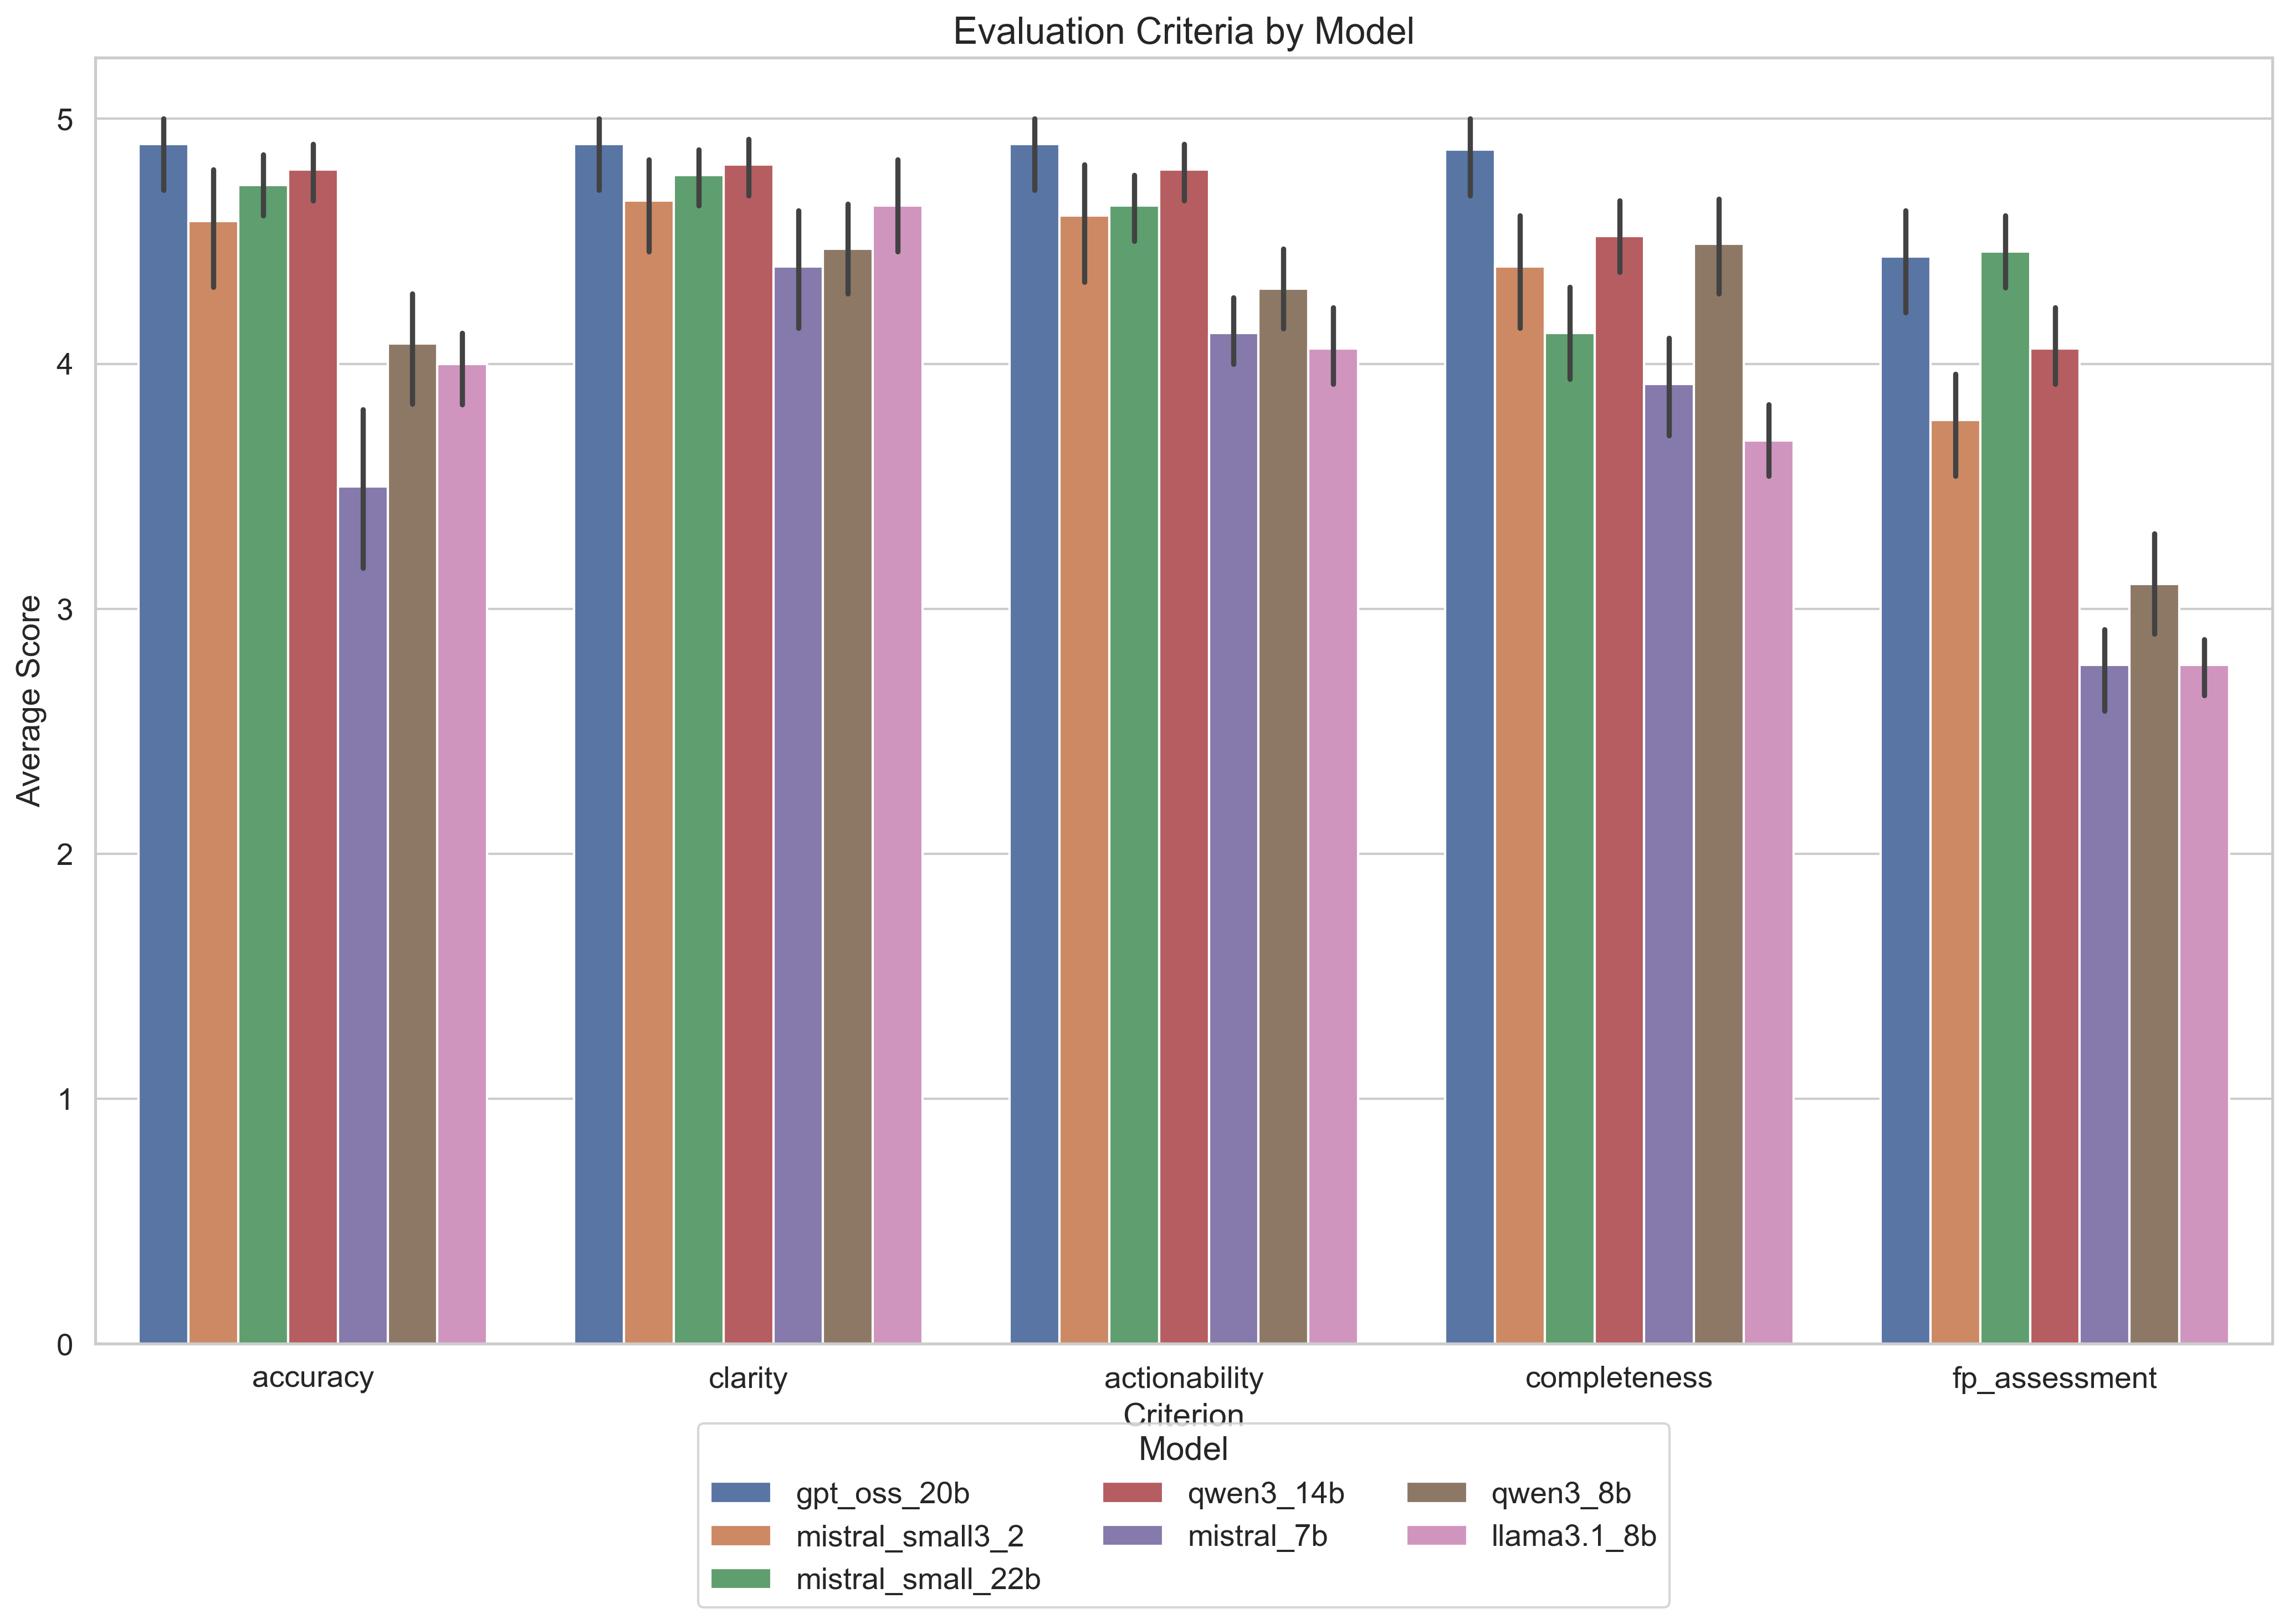 Evaluation Criteria by Model
Average Score
5
4
3
2
1
0
accuracy
clarity
actionability
completeness
fp_assessment
Criterion
Model
gpt_oss_20b
mistral_small3_2
mistral_small_22b
qwen3_14b
mistral_7b
qwen3_8b
llama3.1_8b